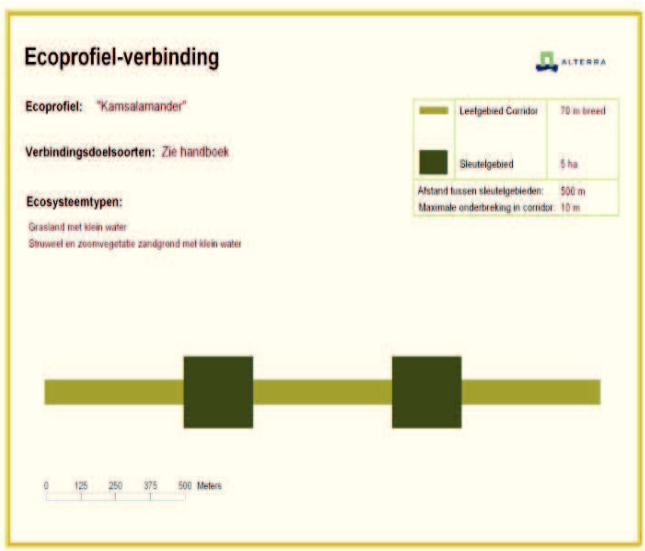 Ecoprofiel-verbinding
ALTERRA
Ecoprofiel: "Kamsalamander"
Leefgebied Corridor 70 m breed
Verbindingsdoelsoorten: Zie handboek
Sleutelgebied 5 ha
Afstand tussen sleutelgebieden: 500 m
Maximale onderbreking in corridor: 10 m
Ecosysteemtypen:
Grasland met klein water
Struweel en zoomvegetatie zandgrond met klein water
0 125 250 375 500 Meters